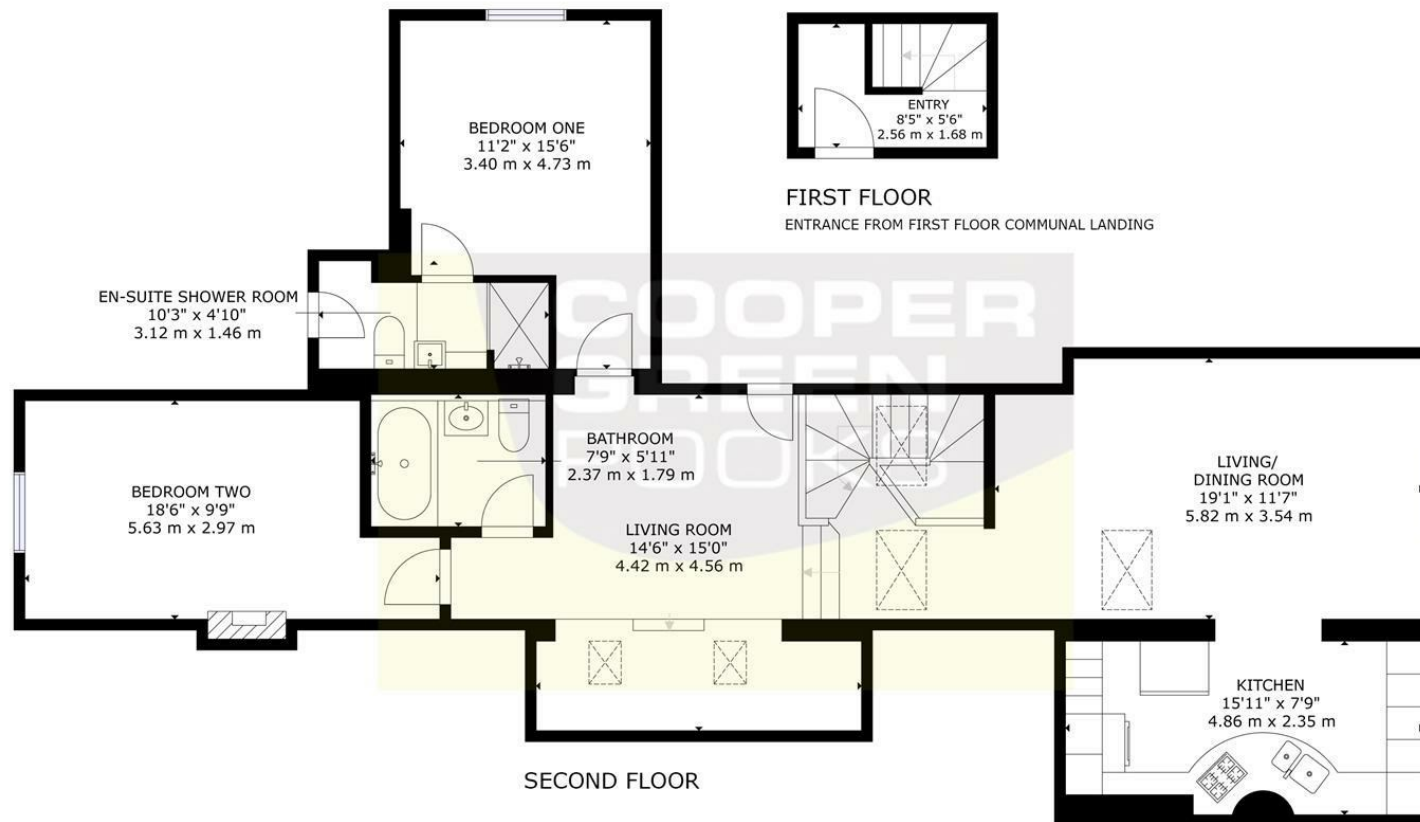 BEDROOM ONE
11'2" x 15'6"
3.40 m x 4.73 m
ENTRY
8'5" x 5'6"
2.56 m x 1.68 m
FIRST FLOOR
ENTRANCE FROM FIRST FLOOR COMMUNAL LANDING
EN-SUITE SHOWER ROOM
10'3" x 4'10"
3.12 m x 1.46 m
COOPER
GREEN
POOKS
BATHROOM
7'9" x 5'11"
2.37 m x 1.79 m
BEDROOM TWO
18'6" x 9'9"
5.63 m x 2.97 m
LIVING ROOM
14'6" x 15'0"
4.42 m x 4.56 m
LIVING/
DINING ROOM
19'1" x 11'7"
5.82 m x 3.54 m
KITCHEN
15'11" x 7'9"
4.86 m x 2.35 m
SECOND FLOOR